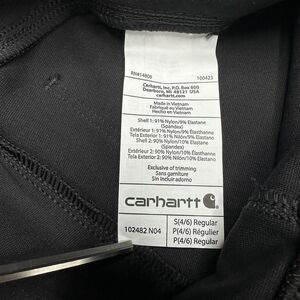 RN#14806 100423
Carhartt, Inc. P.O. Box 600
Dearborn, MI 48121 USA
carhartt.com
Made in Vietnam
Fabriqué au Vietnam
Hecho en Vietnam
Shell 1: 91% Nylon/9% Elastane
(Spandex)
Extérieur 1: 91% Nylon/9% Élasthanne
Tela Exterior 1: 91% Nilón/9% Elastano
Shell 2: 90% Nylon/10% Elastane
(Spandex)
Extérieur 2: 90% Nylon/10% Élasthanne
Tela Exterior 2: 90% Nilón/10% Elastano
Exclusive of trimming
Sans garniture
Sin incluir adorno
carhartt
S(4/6) Regular
102482 N04 P(4/6) Régulier
P(4/6) Regular